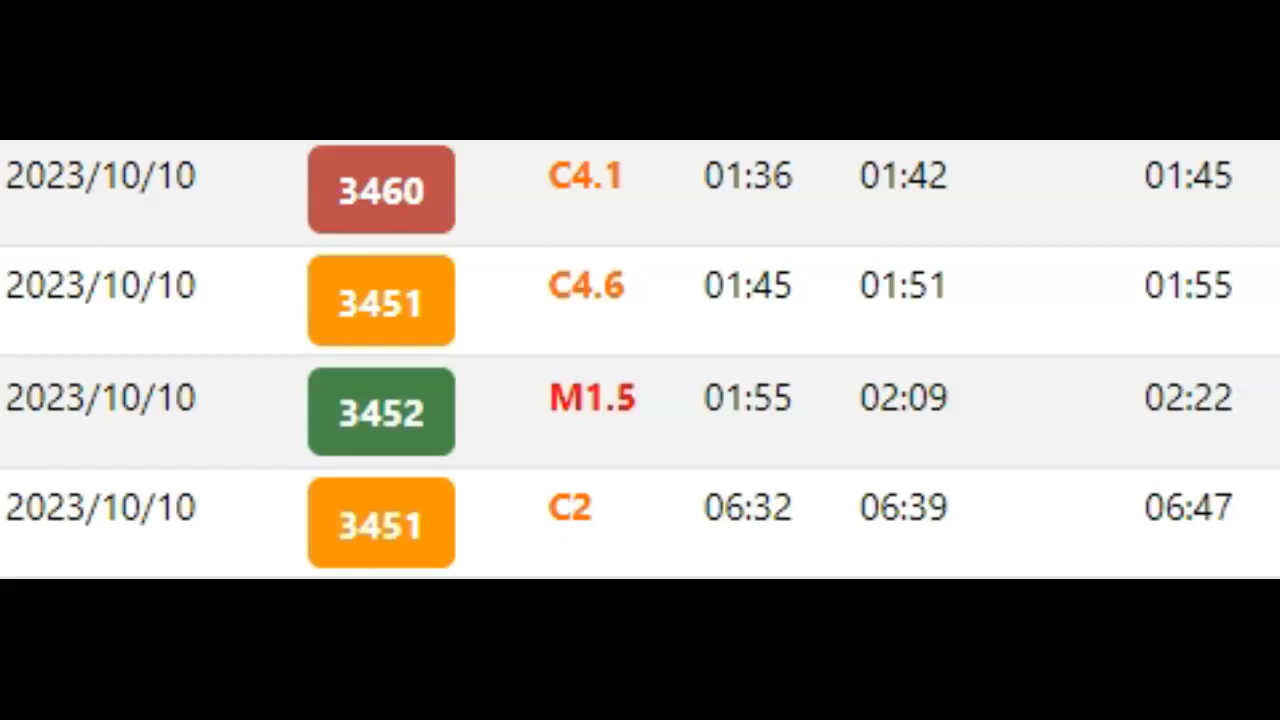 2023/10/10 3460 C4.1 01:36 01:42 01:45
2023/10/10 3451 C4.6 01:45 01:51 01:55
2023/10/10 3452 M1.5 01:55 02:09 02:22
2023/10/10 3451 C2 06:32 06:39 06:47